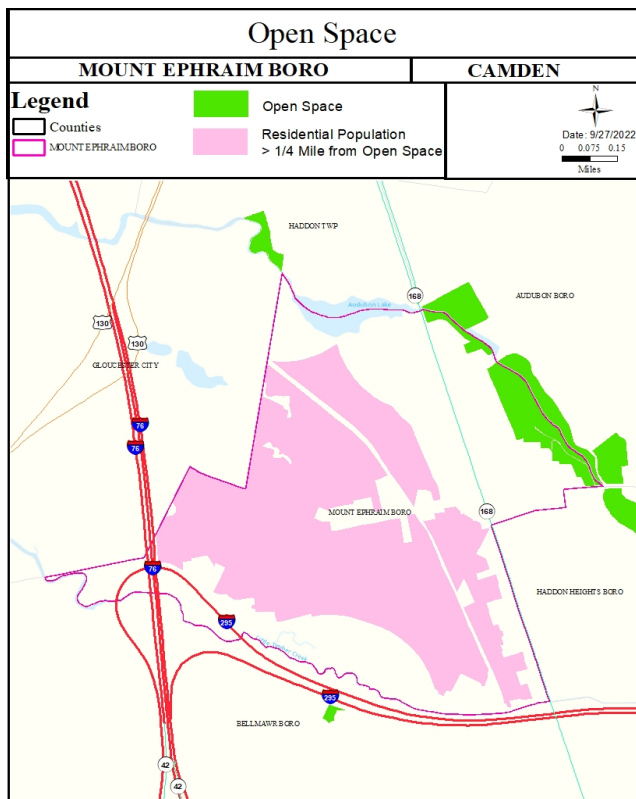 Open Space
MOUNT EPHRAIM BORO
CAMDEN
Legend
Counties
MOUNT EPHRAIM BORO
Open Space
Residential Population
> 1/4 Mile from Open Space
N
Date: 9/27/2022
0 0.075 0.15
Miles
HADDON TWP
168
Audubon Lake
AUDUBON BORO
130
130
GLOUCESTER CITY
76
76
168
MOUNT EPHRAIM BORO
76
HADDON HEIGHTS BORO
295
Creek
295
BELLMAWR BORO
42
42